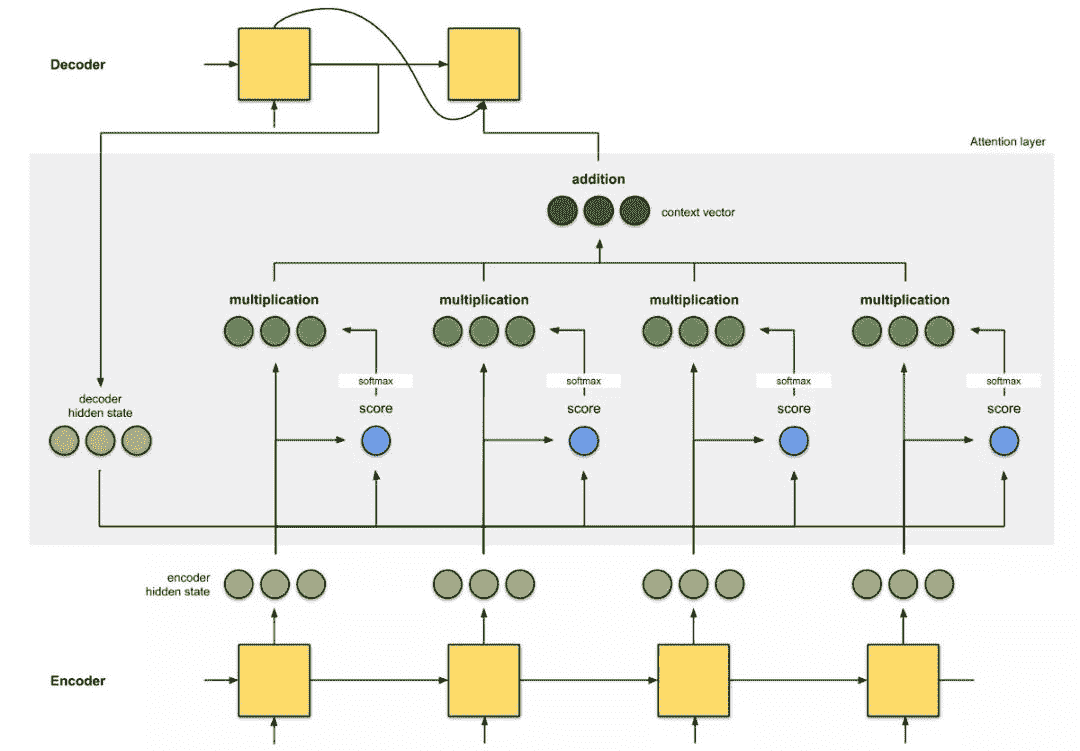 Decoder
Attention layer
addition
context vector
multiplication
multiplication
multiplication
multiplication
softmax
softmax
softmax
softmax
decoder
hidden state
score
score
score
score
encoder
hidden state
Encoder